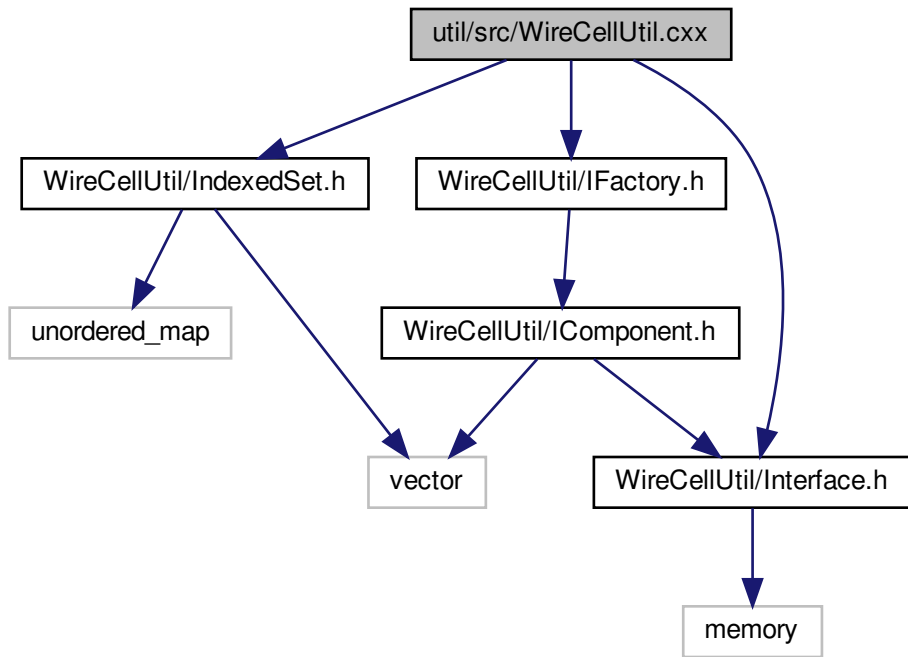 util/src/WireCellUtil.cxx
WireCellUtil/IndexedSet.h
WireCellUtil/IFactory.h
unordered_map
WireCellUtil/IComponent.h
vector
WireCellUtil/Interface.h
memory